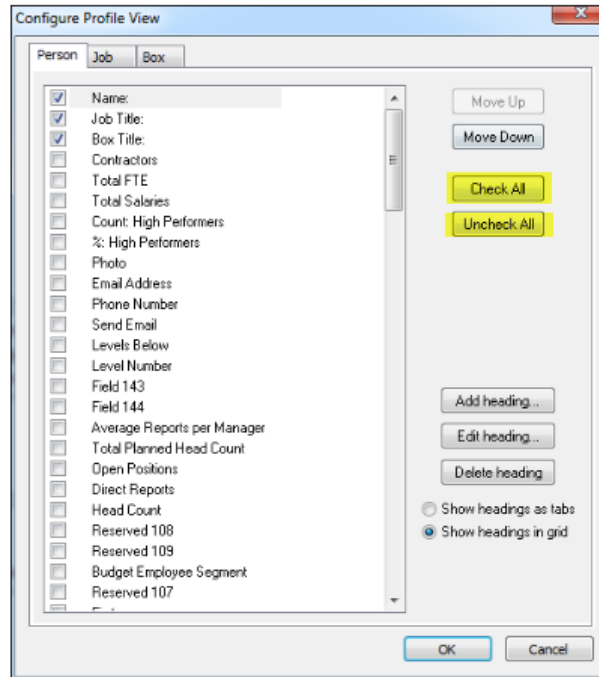 Configure Profile View
Person Job Box
Name:
Job Title:
Box Title:
Contractors
Total FTE
Total Salaries
Count: High Performers
%: High Performers
Photo
Email Address
Phone Number
Send Email
Levels Below
Level Number
Field 143
Field 144
Average Reports per Manager
Total Planned Head Count
Open Positions
Direct Reports
Head Count
Reserved 108
Reserved 109
Budget Employee Segment
Reserved 107
Move Up
Move Down
Check All
Uncheck All
Add heading...
Edit heading...
Delete heading
Show headings as tabs
Show headings in grid
OK
Cancel